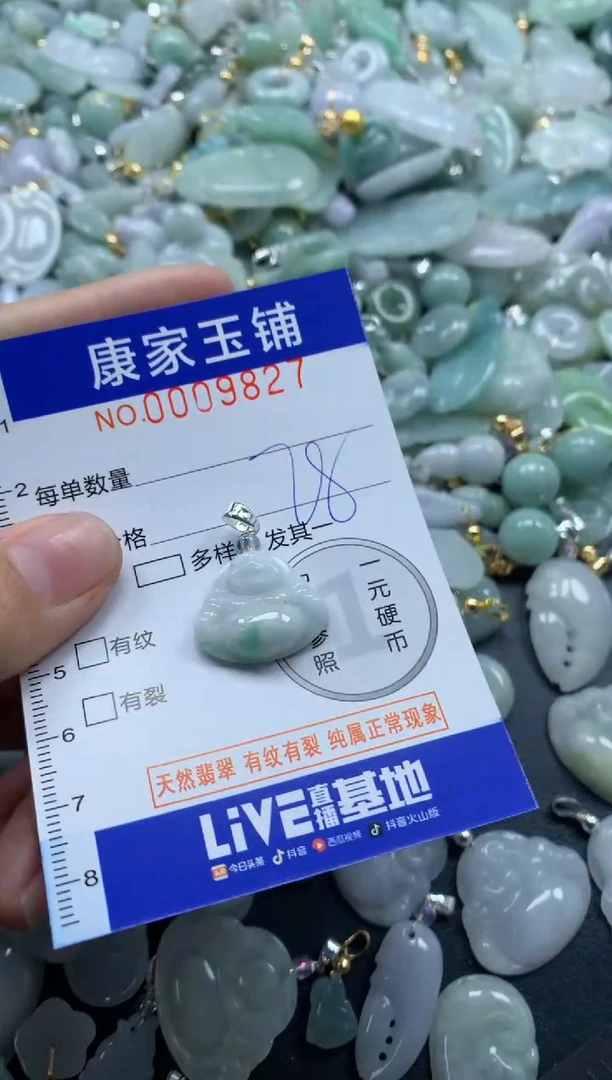 康家玉铺
NO.0009827
1
2
每单数量
78
格
多样 发其一
一元硬币
参照
1
有纹
5
有裂
6
天然翡翠 有纹有裂 纯属正常现象
7
LiVE直播基地
8
头条 今日头条 抖音 西瓜视频 抖音火山版